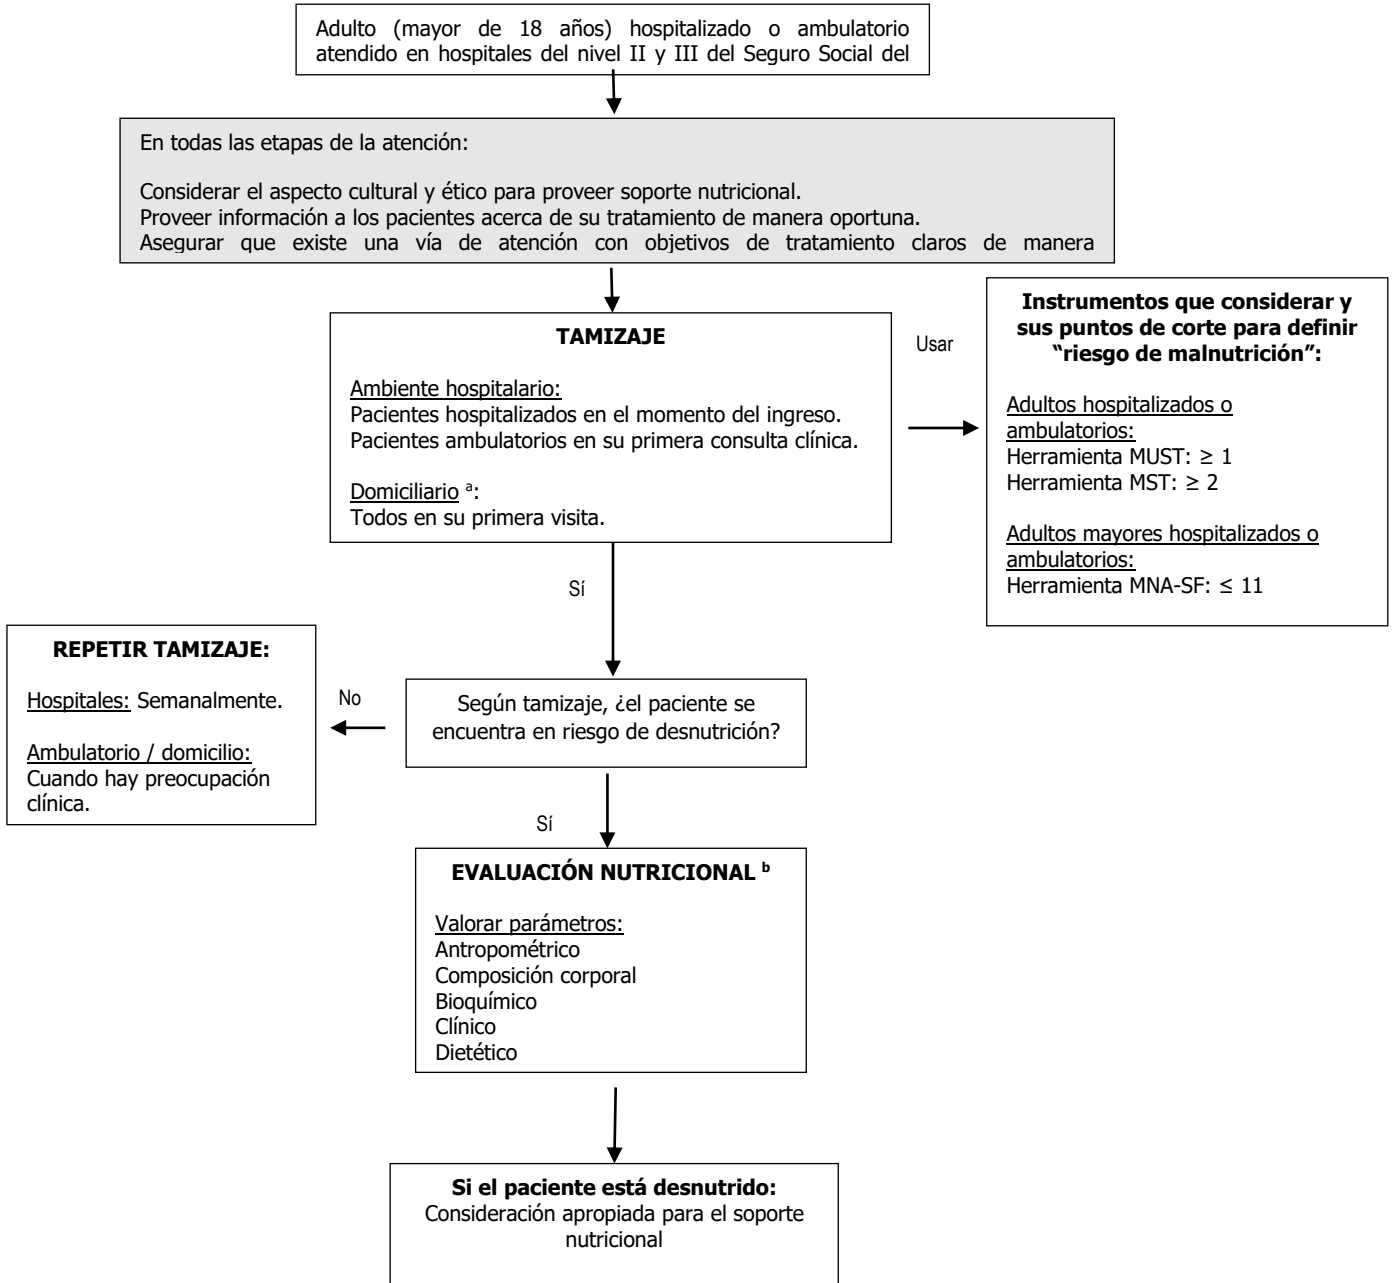 Adulto (mayor de 18 años) hospitalizado o ambulatorio
atendido en hospitales del nivel II y III del Seguro Social del
En todas las etapas de la atención:
Considerar el aspecto cultural y ético para proveer soporte nutricional.
Proveer información a los pacientes acerca de su tratamiento de manera oportuna.
Asegurar que existe una vía de atención con objetivos de tratamiento claros de manera
TAMIZAJE
Ambiente hospitalario:
Pacientes hospitalizados en el momento del ingreso.
Pacientes ambulatorios en su primera consulta clínica.
Domiciliario ᵃ:
Todos en su primera visita.
Usar
Instrumentos que considerar y
sus puntos de corte para definir
“riesgo de malnutrición”:
Adultos hospitalizados o
ambulatorios:
Herramienta MUST: ≥ 1
Herramienta MST: ≥ 2
Adultos mayores hospitalizados o
ambulatorios:
Herramienta MNA-SF: ≤ 11
Sí
Según tamizaje, ¿el paciente se
encuentra en riesgo de desnutrición?
No
REPETIR TAMIZAJE:
Hospitales: Semanalmente.
Ambulatorio / domicilio:
Cuando hay preocupación
clínica.
Sí
EVALUACIÓN NUTRICIONAL ᵇ
Valorar parámetros:
Antropométrico
Composición corporal
Bioquímico
Clínico
Dietético
Si el paciente está desnutrido:
Consideración apropiada para el soporte
nutricional